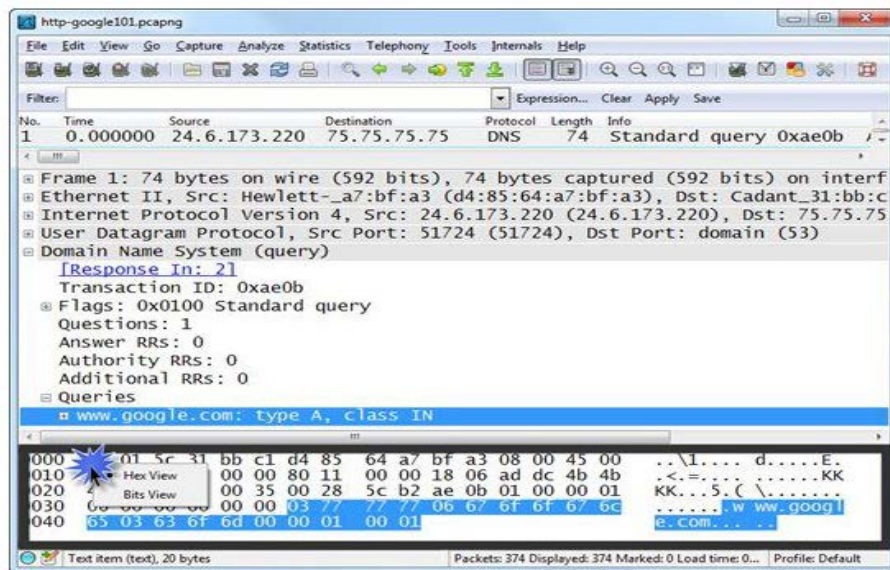 http-google101.pcapng
File Edit View Go Capture Analyze Statistics Telephony Tools Internals Help
Filter: Expression... Clear Apply Save
No. Time Source Destination Protocol Length Info
1 0.000000 24.6.173.220 75.75.75.75 DNS 74 Standard query 0xae0b
Frame 1: 74 bytes on wire (592 bits), 74 bytes captured (592 bits) on interf
Ethernet II, Src: Hewlett-_a7:bf:a3 (d4:85:64:a7:bf:a3), Dst: Cadant_31:bb:c
Internet Protocol Version 4, Src: 24.6.173.220 (24.6.173.220), Dst: 75.75.75
User Datagram Protocol, Src Port: 51724 (51724), Dst Port: domain (53)
Domain Name System (query)
[Response In: 2]
Transaction ID: 0xae0b
Flags: 0x0100 Standard query
Questions: 1
Answer RRs: 0
Authority RRs: 0
Additional RRs: 0
Queries
www.google.com: type A, class IN
0000 01 5c 31 bb c1 d4 85 64 a7 bf a3 08 00 45 00 ..\1.... d.....E.
0010 Hex View 00 00 80 11 00 00 18 06 ad dc 4b 4b .<.=.... ......KK
0020 Bits View 00 35 00 28 5c b2 ae 0b 01 00 00 01 KK...5.( \.......
0030 00 00 00 00 00 00 03 77 77 77 06 67 6f 6f 67 6c .......w ww.googl
0040 65 03 63 6f 6d 00 00 01 00 01 e.com... ..
Text item (text), 20 bytes Packets: 374 Displayed: 374 Marked: 0 Load time: 0... Profile: Default